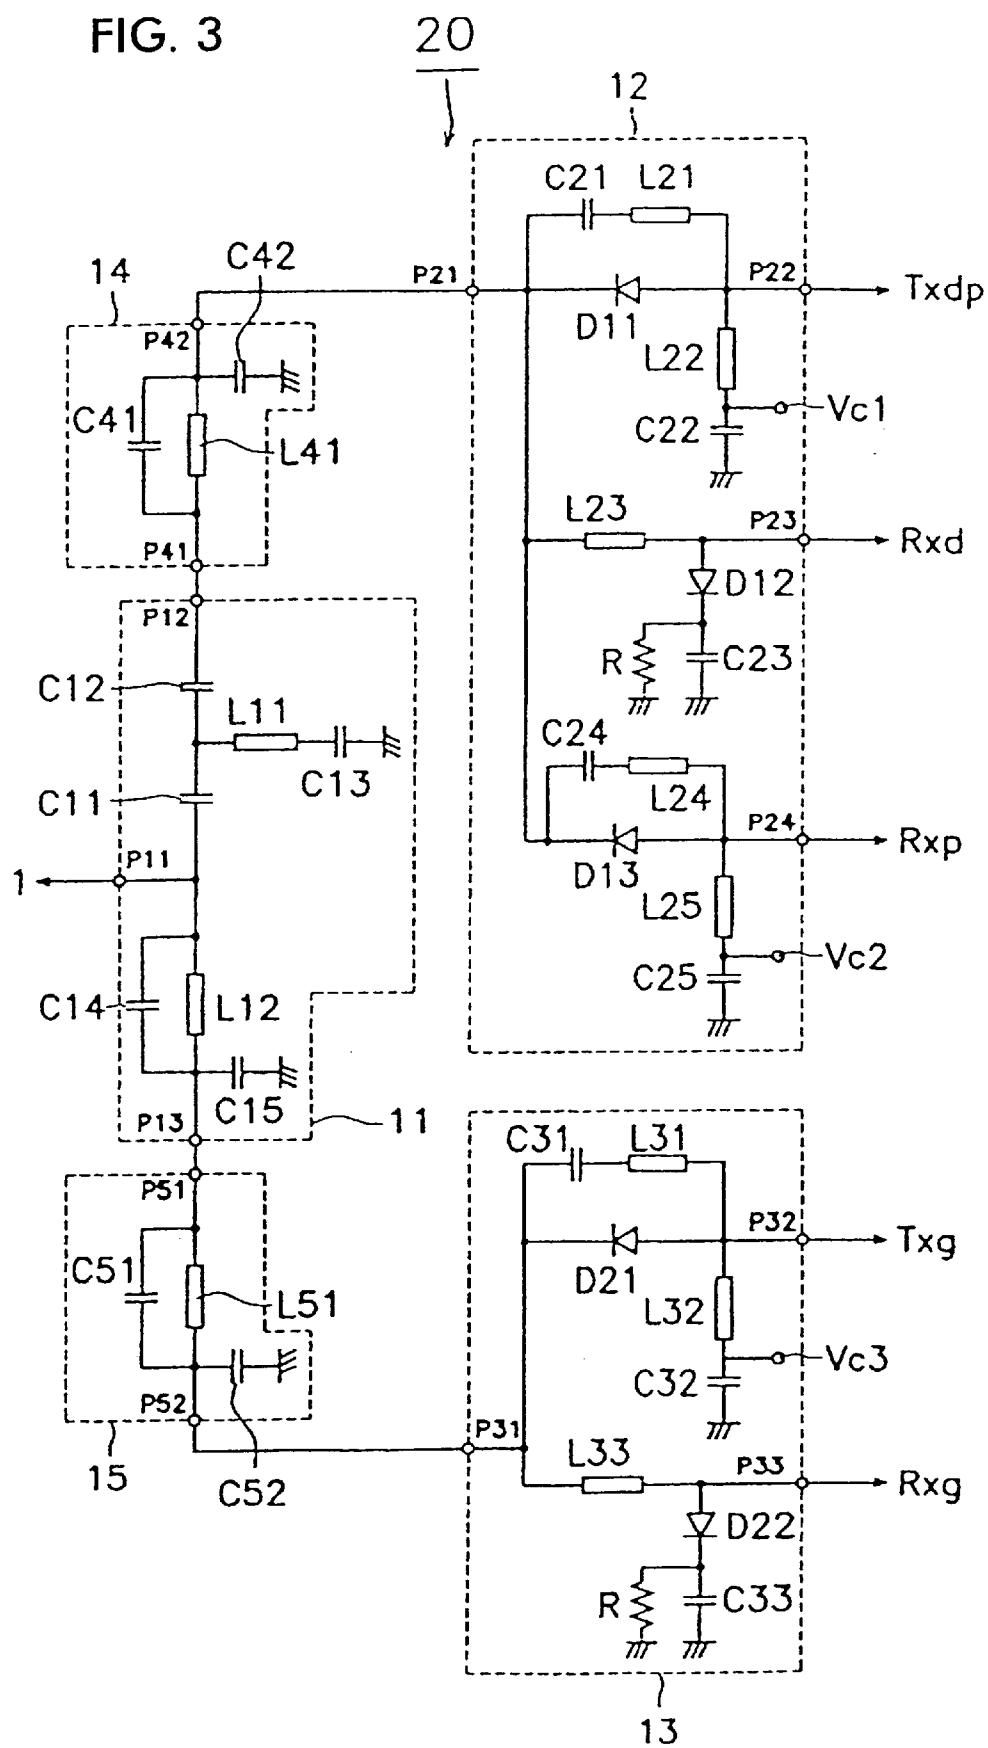 FIG. 3
20
12
C21 L21
14
C42
P21
P22
Txdp
D11
P42
L22
C41
Vc1
C22
L41
L23
P23
Rxd
P41
D12
P12
R
C23
C12
L11
C24
C13
L24
C11
P24
Rxp
P11
D13
1
L25
Vc2
C25
C14
L12
C15
P13
11
C31 L31
P51
P32
Txg
C51
D21
L51
L32
Vc3
C32
P52
P31
L33
P33
Rxg
15
C52
D22
R
C33
13